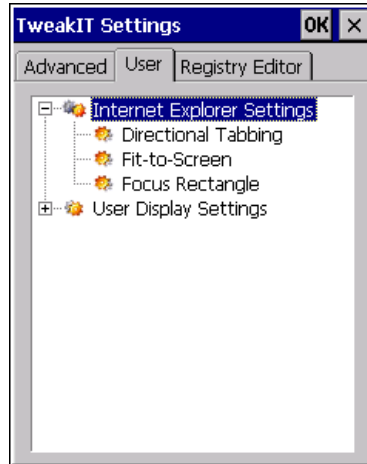 TweakIT Settings OK ×
Advanced User Registry Editor
Internet Explorer Settings
Directional Tabbing
Fit-to-Screen
Focus Rectangle
User Display Settings